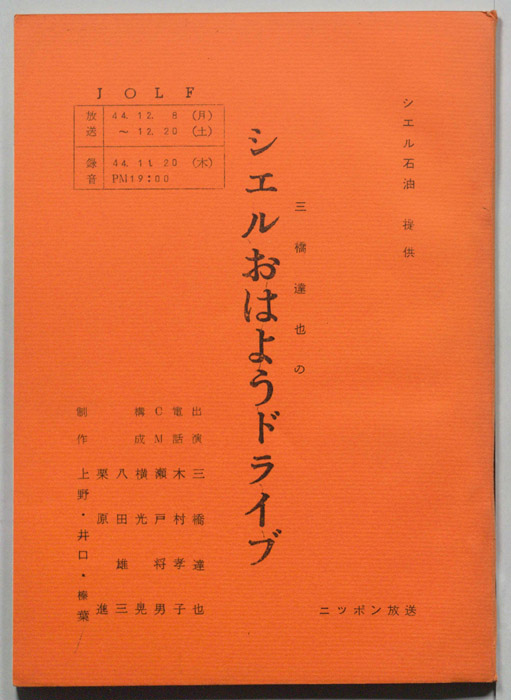 シエル石油 提供
三橋達也の
シエルおはようドライブ
JOLF
放送 44.12. 8 (月)
～ 12.20 (土)
録音 44.11.20 (木)
PM19:00
出演 三橋達也
電話 木村孝子
CM 瀬戸将男
構成 横光晃
八田雄三
栗原進
制作 上野・井口・榛葉
ニツポン放送